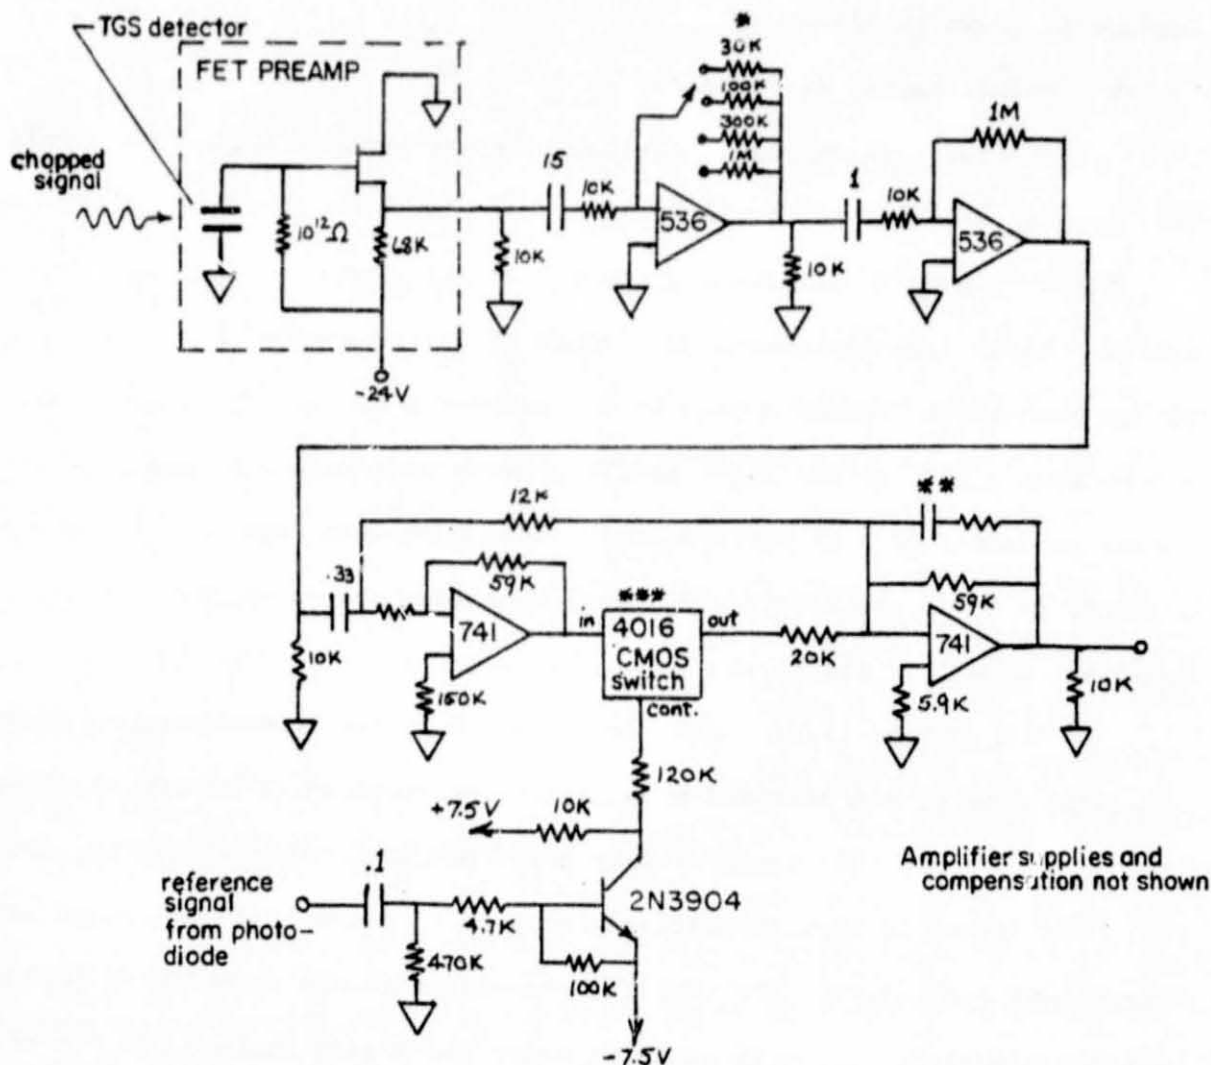 TGS detector
FET PREAMP
chopped
signal
10¹²Ω
68K
-24V
10K
15
10K
536
*
30K
100K
300K
1M
10K
1
10K
536
1M
.33
10K
12K
59K
741
150K
in
***
4016
CMOS
switch
out
cont.
20K
**
59K
741
5.9K
10K
120K
10K
+7.5V
2N3904
reference
signal
from photo-
diode
.1
4.7K
470K
100K
-7.5V
Amplifier supplies and
compensation not shown